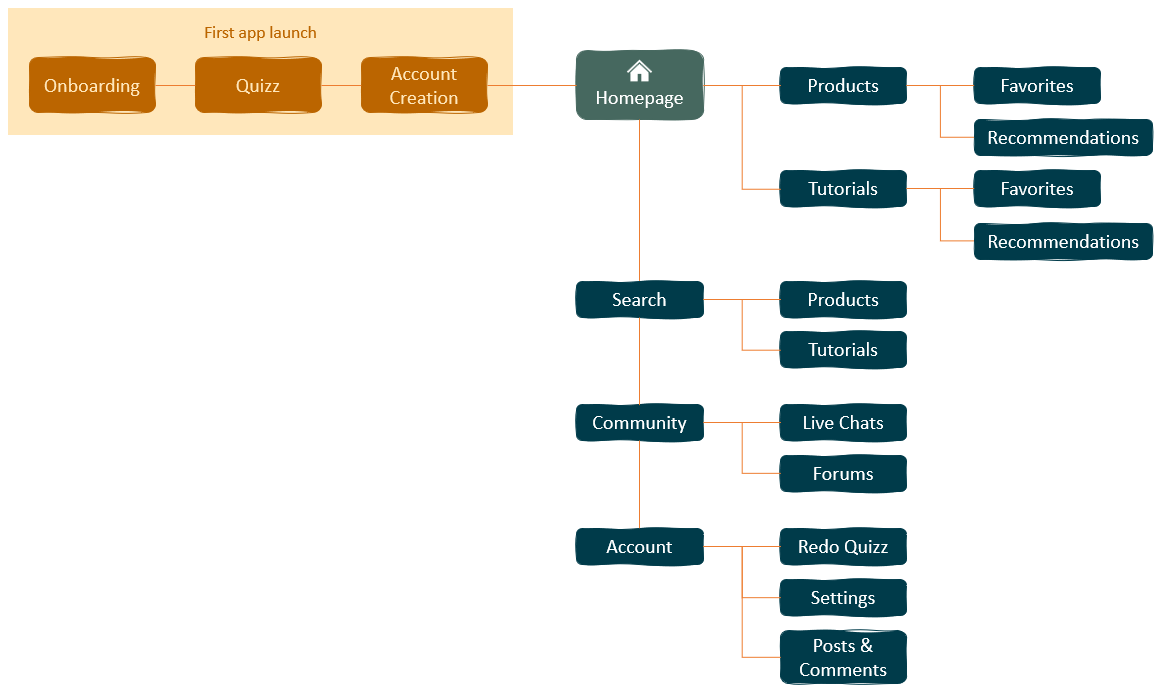 First app launch
Onboarding
Quizz
Account
Creation
Homepage
Products
Favorites
Recommendations
Tutorials
Favorites
Recommendations
Search
Products
Tutorials
Community
Live Chats
Forums
Account
Redo Quizz
Settings
Posts &
Comments